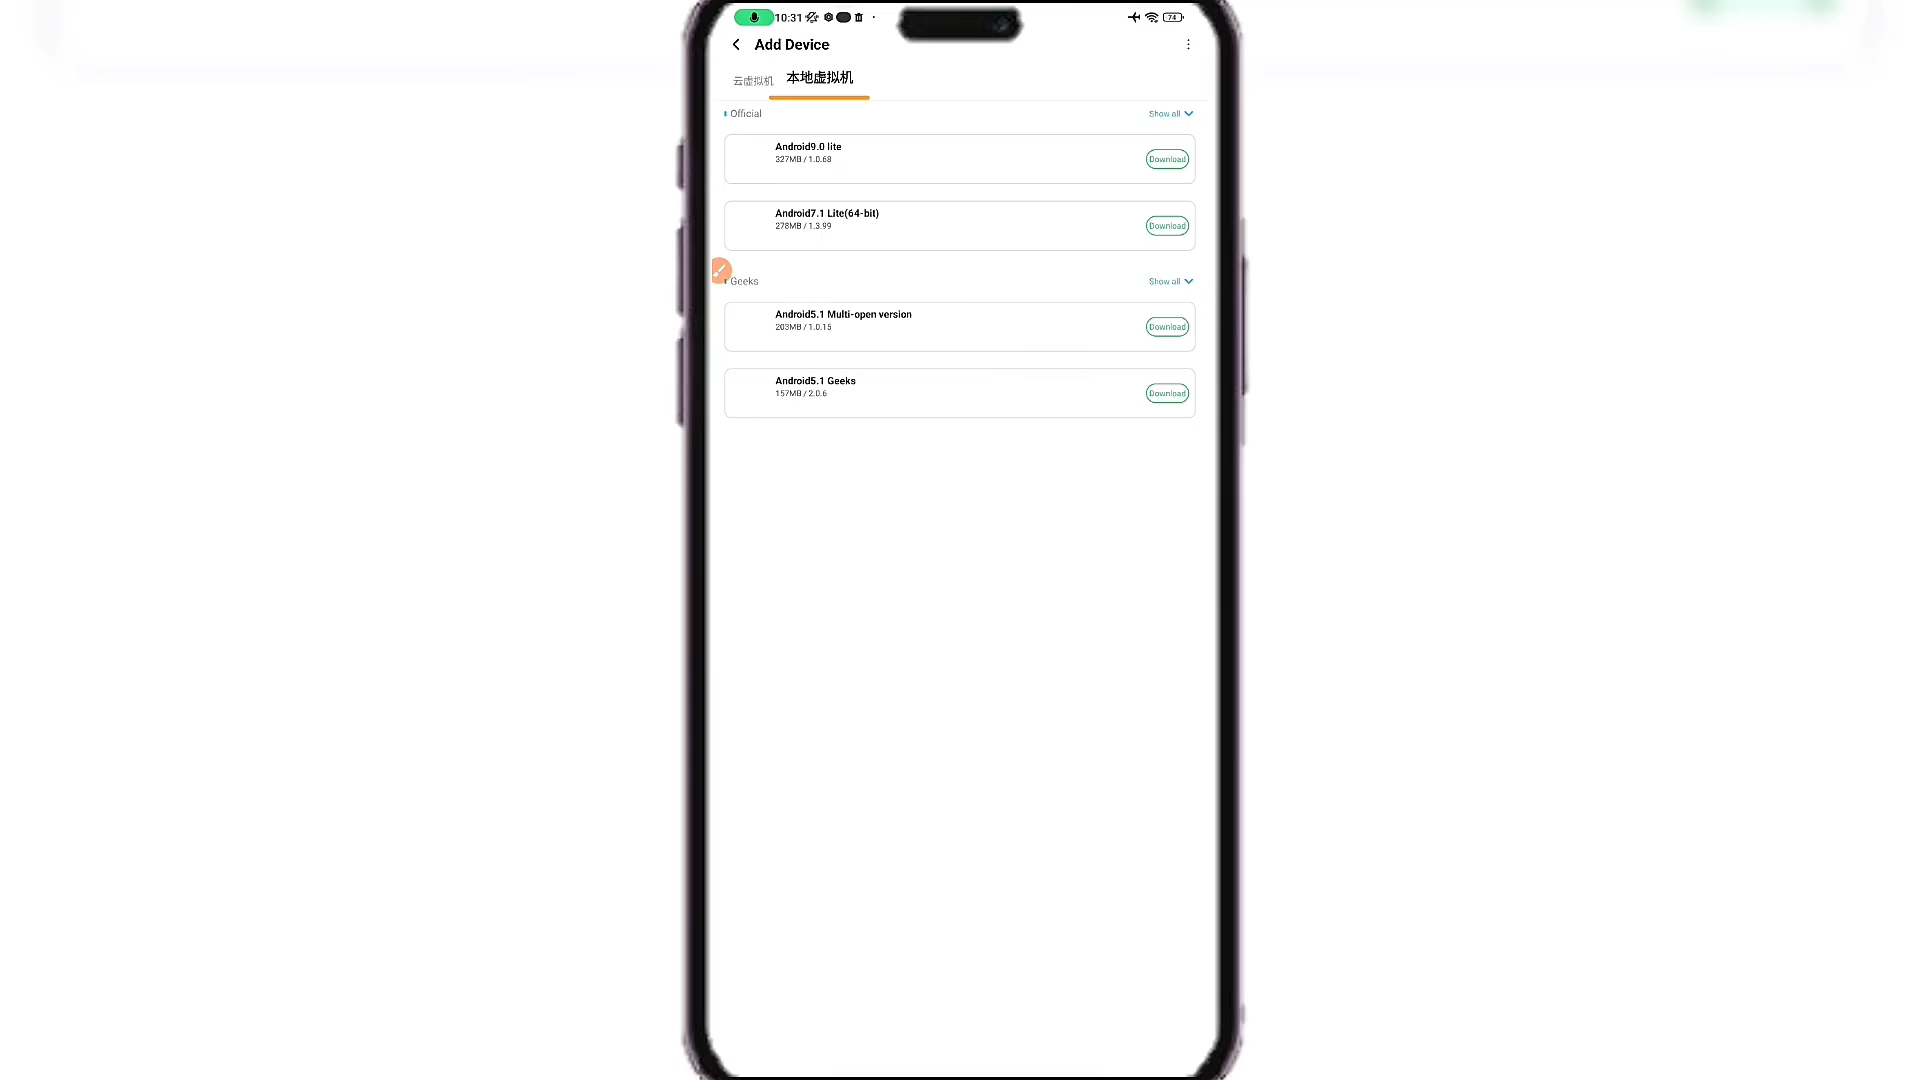 10:31
74
Add Device
云虚拟机 本地虚拟机
Official Show all
Android9.0 lite
327MB / 1.0.68
Download
Android7.1 Lite(64-bit)
278MB / 1.3.99
Download
Geeks Show all
Android5.1 Multi-open version
203MB / 1.0.15
Download
Android5.1 Geeks
157MB / 2.0.6
Download